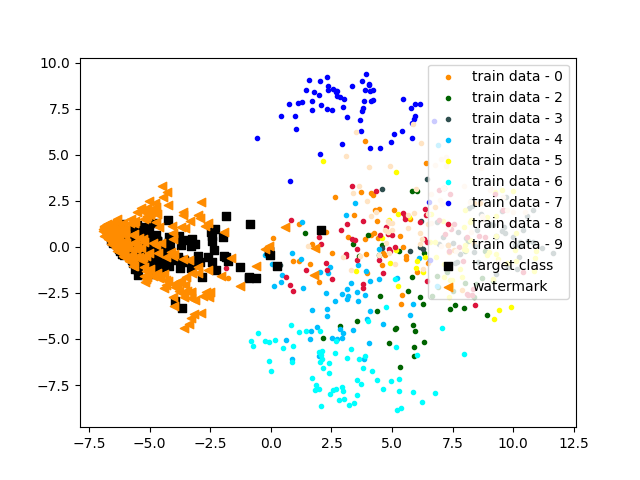 10.0
7.5
5.0
2.5
0.0
−2.5
−5.0
−7.5
−7.5
−5.0
−2.5
0.0
2.5
5.0
7.5
10.0
12.5
train data - 0
train data - 2
train data - 3
train data - 4
train data - 5
train data - 6
train data - 7
train data - 8
train data - 9
target class
watermark